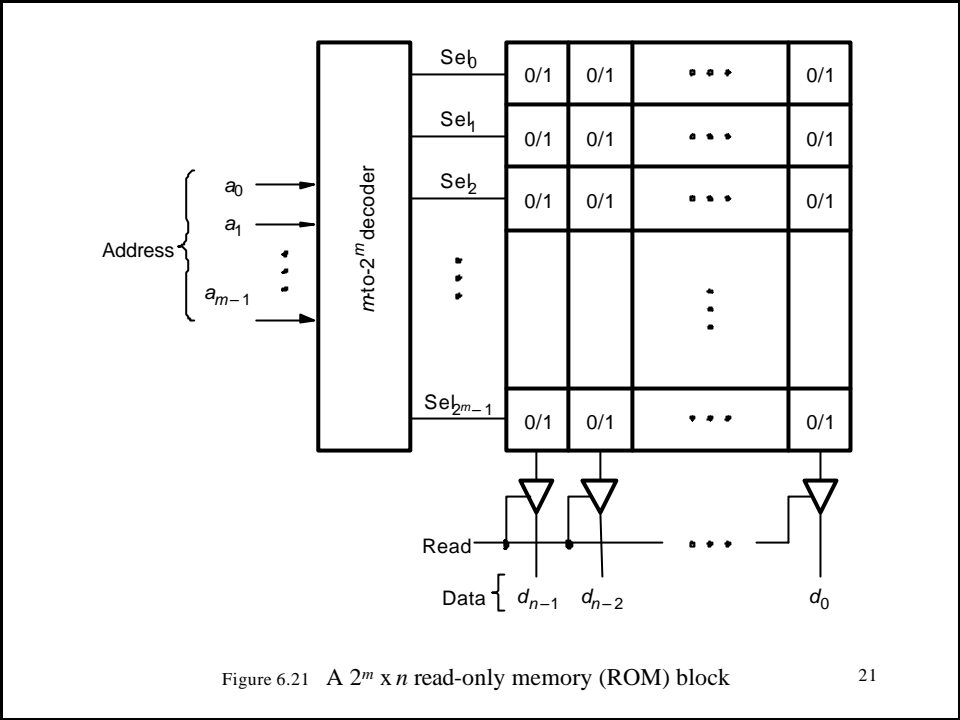 Sel0
0/1 0/1 0/1
Sel1
0/1 0/1 0/1
Sel2
0/1 0/1 0/1
a0
a1
Address
am–1
m-to-2m decoder
Sel2m–1
0/1 0/1 0/1
Read
Data dn–1 dn–2 d0
Figure 6.21 A 2m x n read-only memory (ROM) block 21